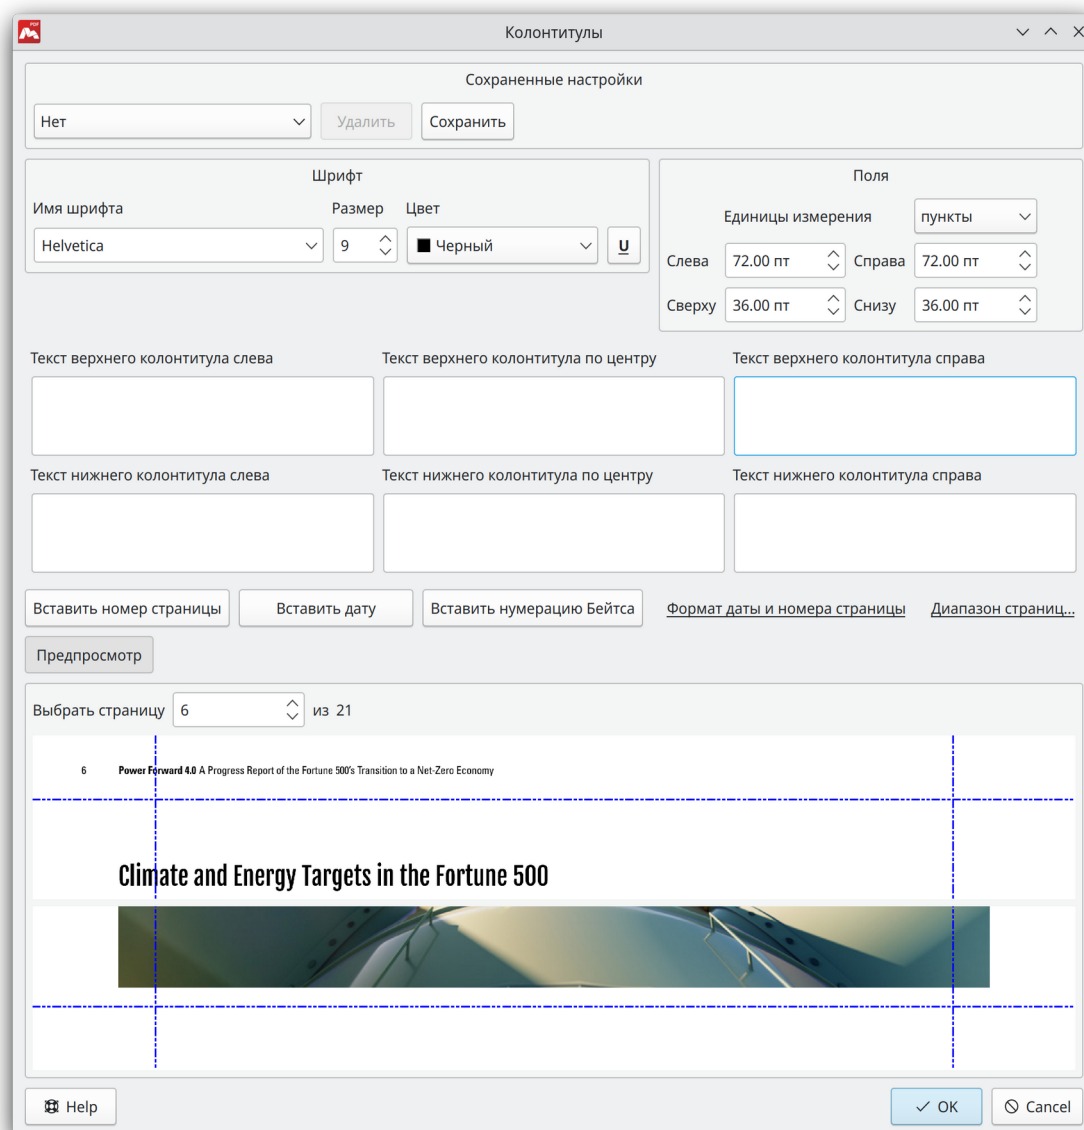 PDF
Колонтитулы
Сохраненные настройки
Нет
Удалить
Сохранить
Шрифт
Имя шрифта Размер Цвет
Helvetica 9 Черный U
Поля
Единицы измерения пункты
Слева 72.00 пт Справа 72.00 пт
Сверху 36.00 пт Снизу 36.00 пт
Текст верхнего колонтитула слева
Текст верхнего колонтитула по центру
Текст верхнего колонтитула справа
Текст нижнего колонтитула слева
Текст нижнего колонтитула по центру
Текст нижнего колонтитула справа
Вставить номер страницы
Вставить дату
Вставить нумерацию Бейтса
Формат даты и номера страницы
Диапазон страниц...
Предпросмотр
Выбрать страницу 6 из 21
6 Power Forward 4.0 A Progress Report of the Fortune 500's Transition to a Net-Zero Economy
Climate and Energy Targets in the Fortune 500
Help
OK
Cancel